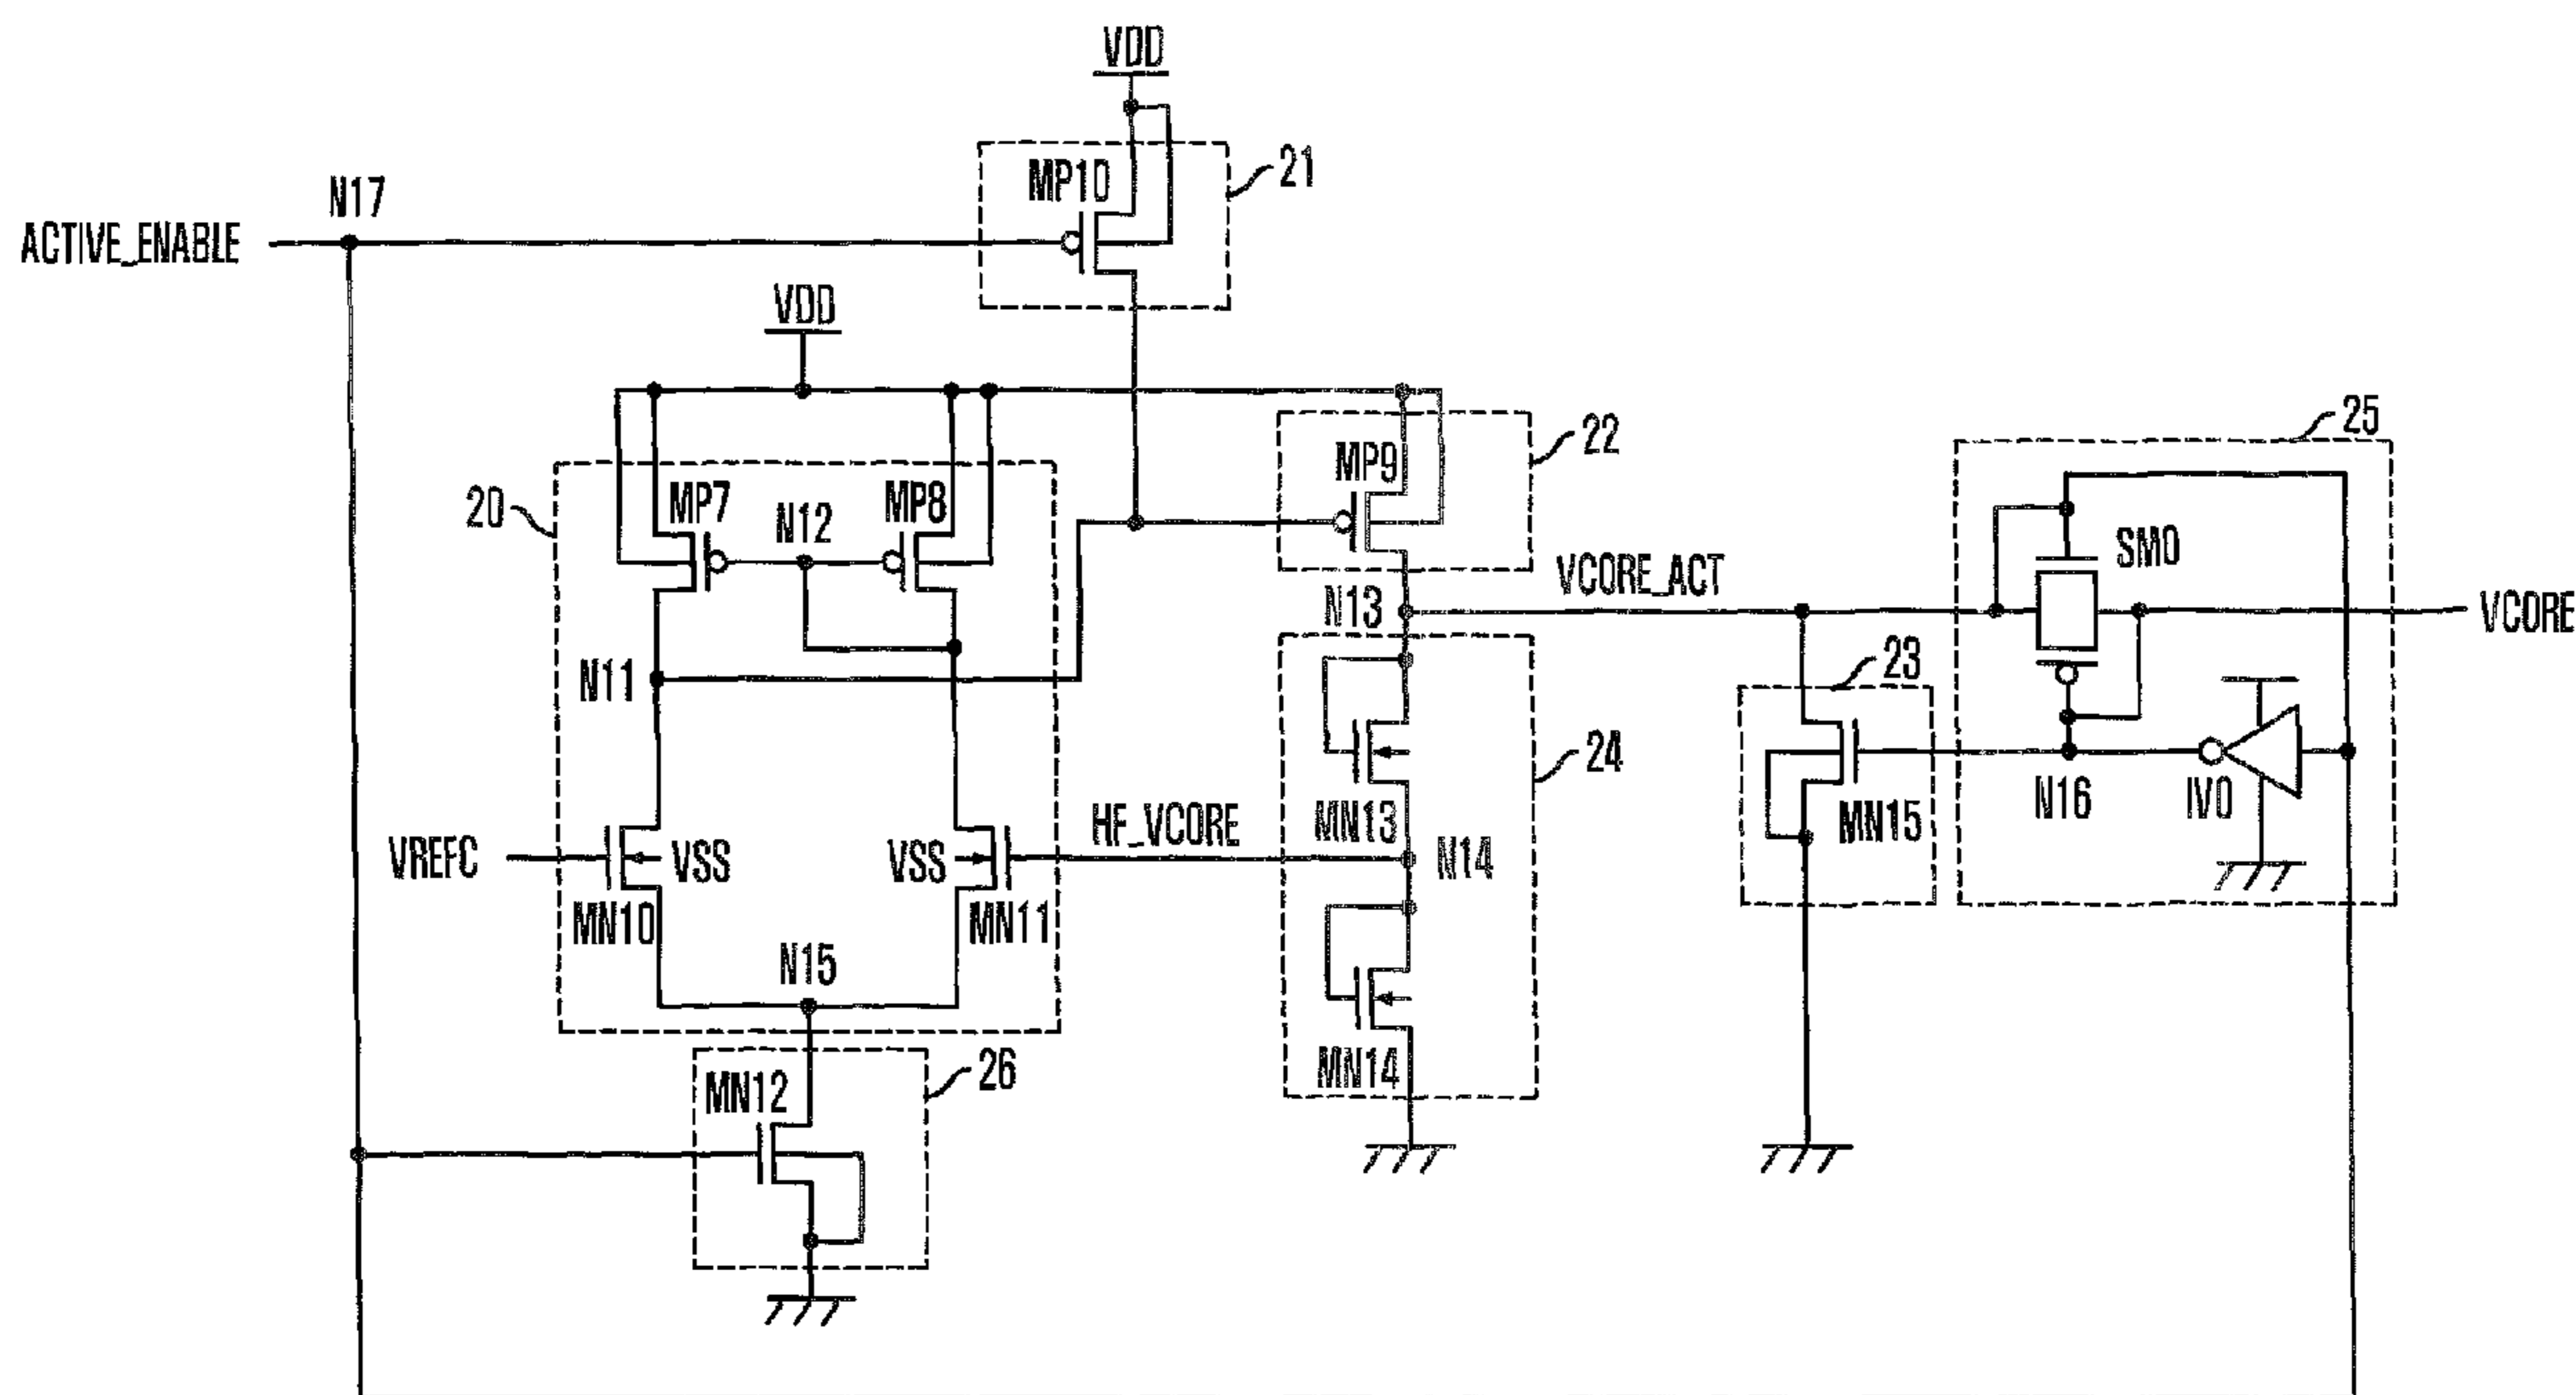 VDD
MP10
21
N17
ACTIVE_ENABLE
VDD
25
22
MP9
20
MP7
N12
MP8
SM0
VCORE_ACT
N13
VCORE
N11
23
24
N16
IV0
MN13
MN15
HF_VCORE
VREFC
VSS
VSS
N14
MN10
MN11
N15
26
MN14
MN12